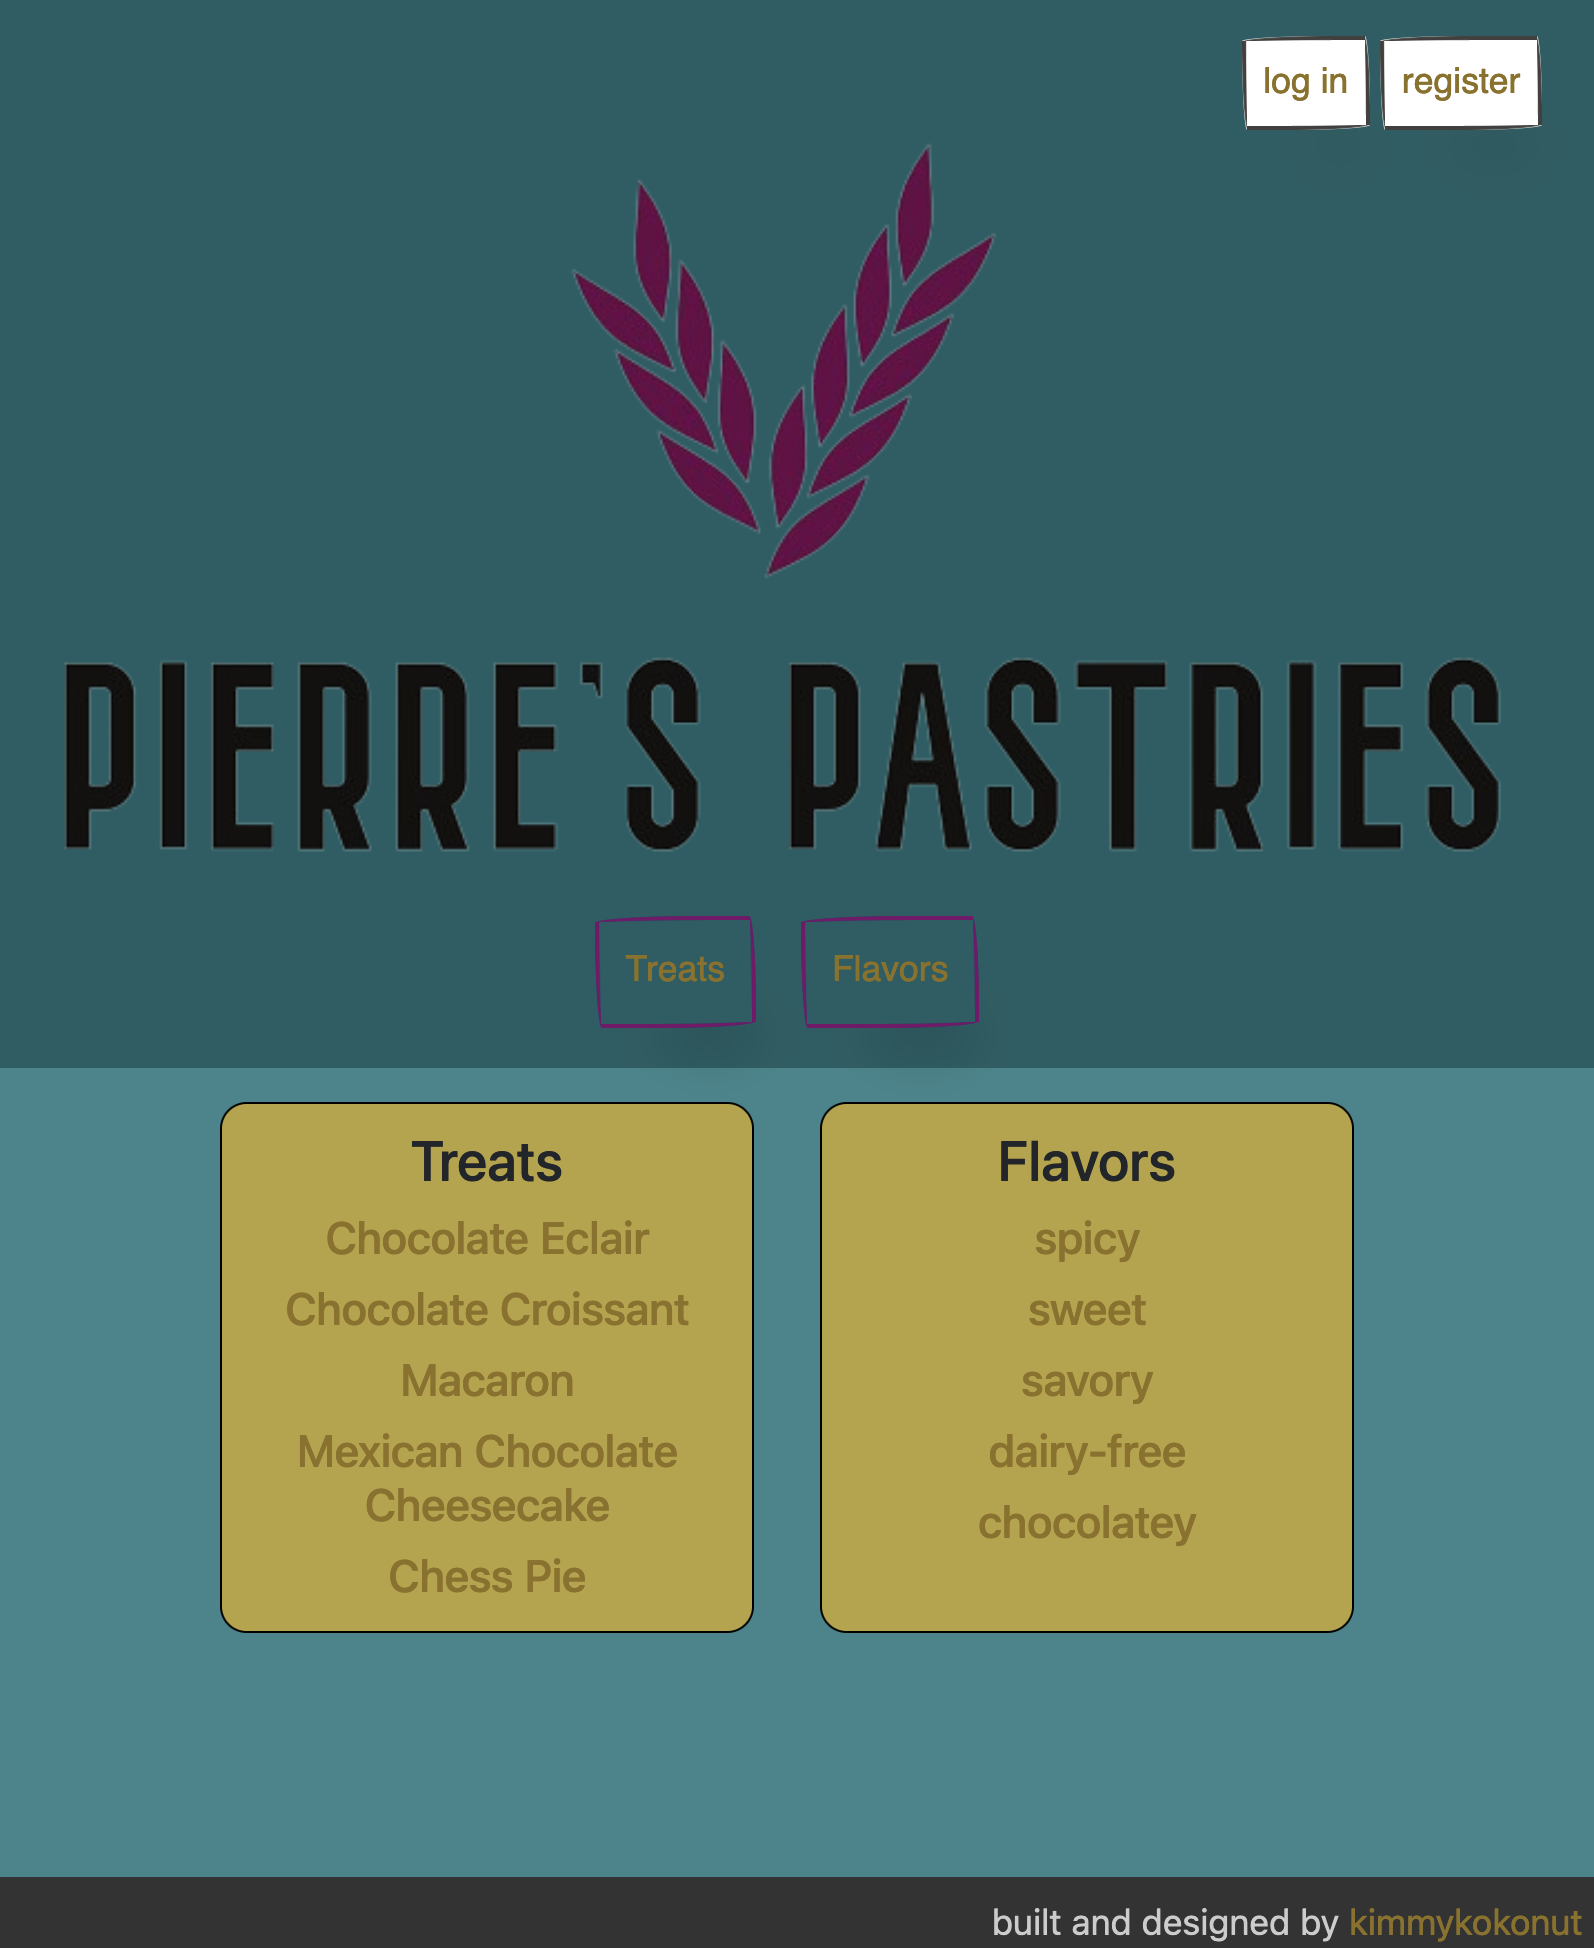 log in
register
PIERRE'S PASTRIES
Treats
Flavors
Treats
Chocolate Eclair
Chocolate Croissant
Macaron
Mexican Chocolate
Cheesecake
Chess Pie
Flavors
spicy
sweet
savory
dairy-free
chocolatey
built and designed by kimmykokonut